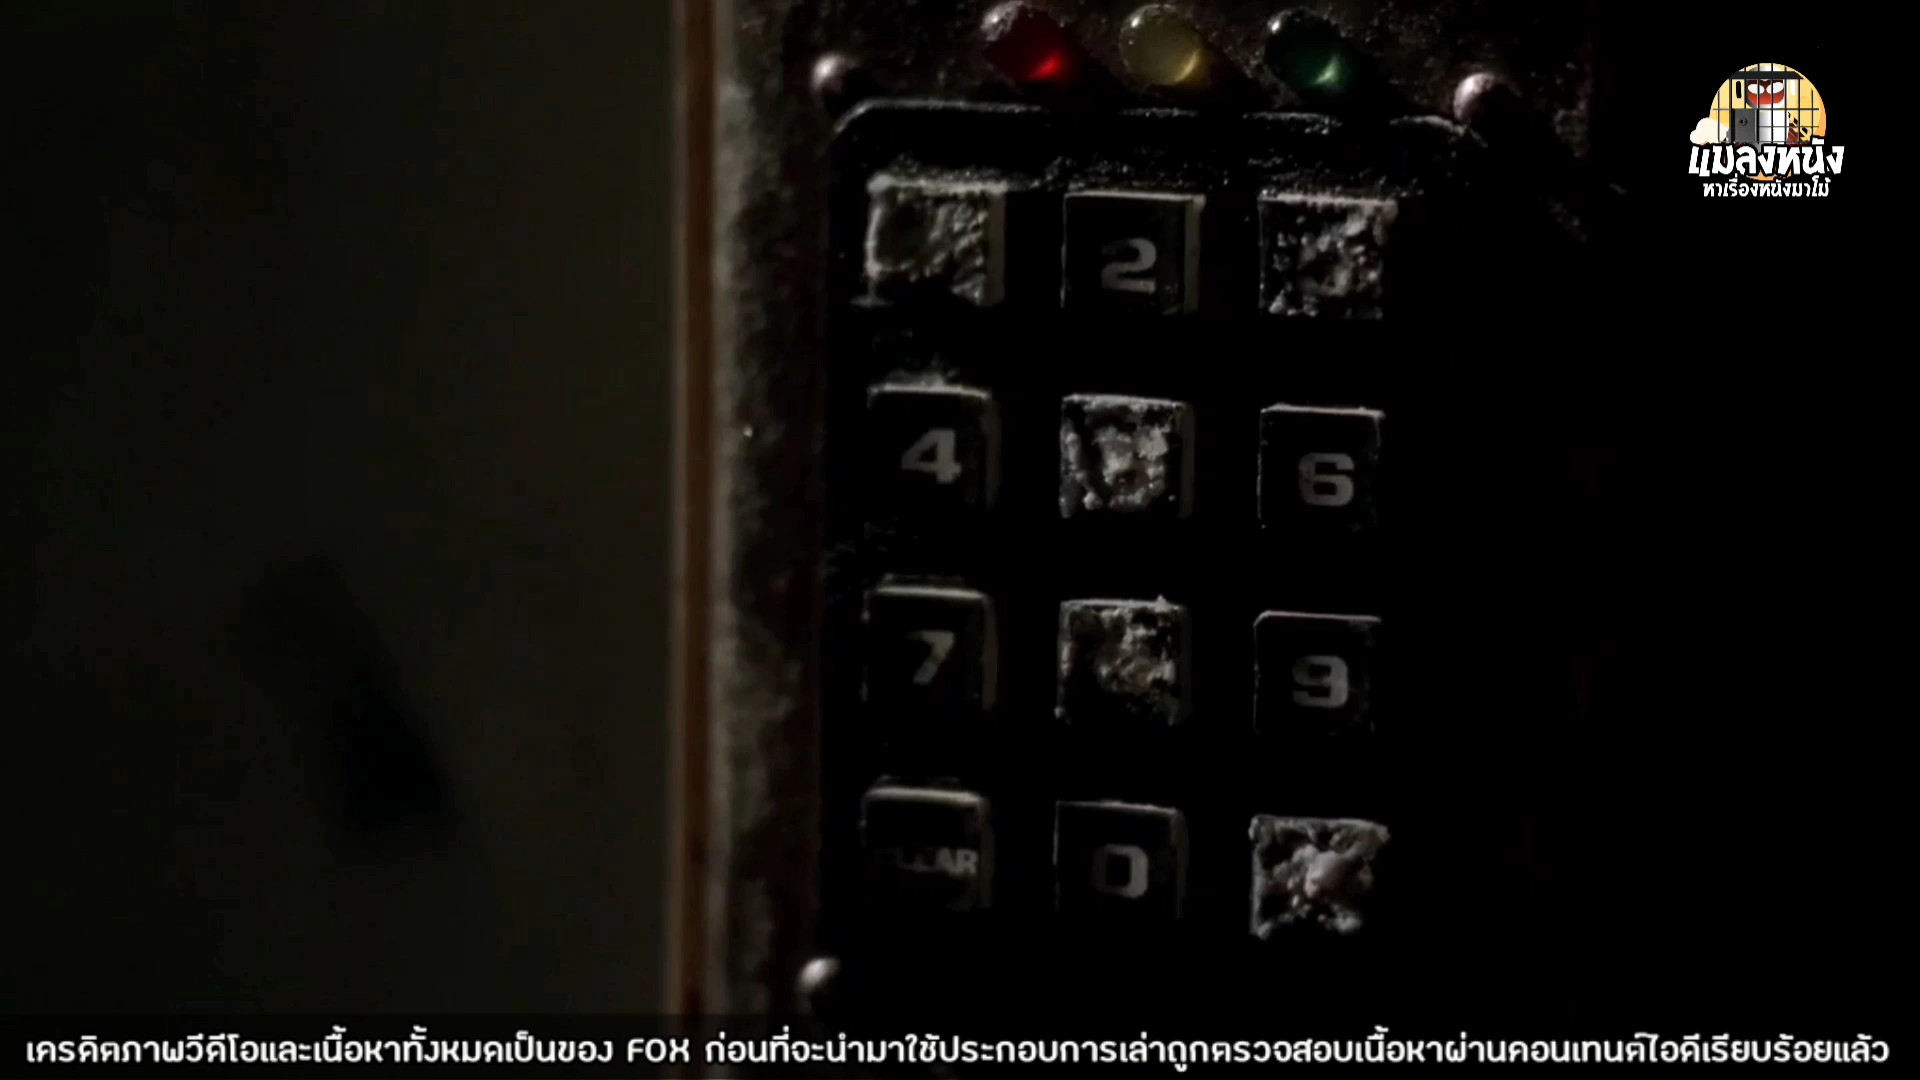 แมลงหนัง
หาเรื่องหนังมาโม้
2
4 6
7 9
CLEAR 0
เครดิตภาพวีดีโอและเนื้อหาทั้งหมดเป็นของ FOX ก่อนที่จะนำมาใช้ประกอบการเล่าถูกตรวจสอบเนื้อหาผ่านคอนเทนต์ไอดีเรียบร้อยแล้ว